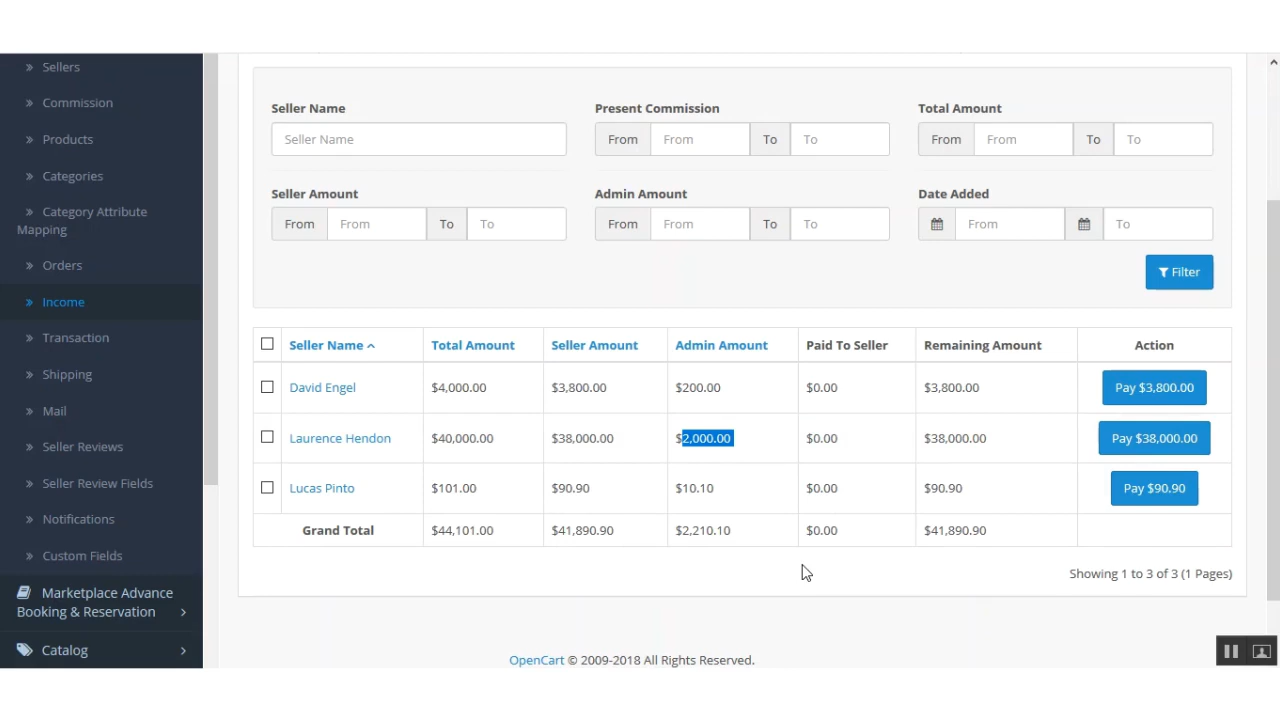 » Sellers
» Commission
» Products
» Categories
» Category Attribute
Mapping
» Orders
» Income
» Transaction
» Shipping
» Mail
» Seller Reviews
» Seller Review Fields
» Notifications
» Custom Fields
Marketplace Advance
Booking & Reservation
Catalog
Seller Name Present Commission Total Amount
Seller Name From From To To From From To To
Seller Amount Admin Amount Date Added
From From To To From From To To From To
Filter
Seller Name Total Amount Seller Amount Admin Amount Paid To Seller Remaining Amount Action
David Engel $4,000.00 $3,800.00 $200.00 $0.00 $3,800.00 Pay $3,800.00
Laurence Hendon $40,000.00 $38,000.00 $2,000.00 $0.00 $38,000.00 Pay $38,000.00
Lucas Pinto $101.00 $90.90 $10.10 $0.00 $90.90 Pay $90.90
Grand Total $44,101.00 $41,890.90 $2,210.10 $0.00 $41,890.90
Showing 1 to 3 of 3 (1 Pages)
OpenCart © 2009-2018 All Rights Reserved.